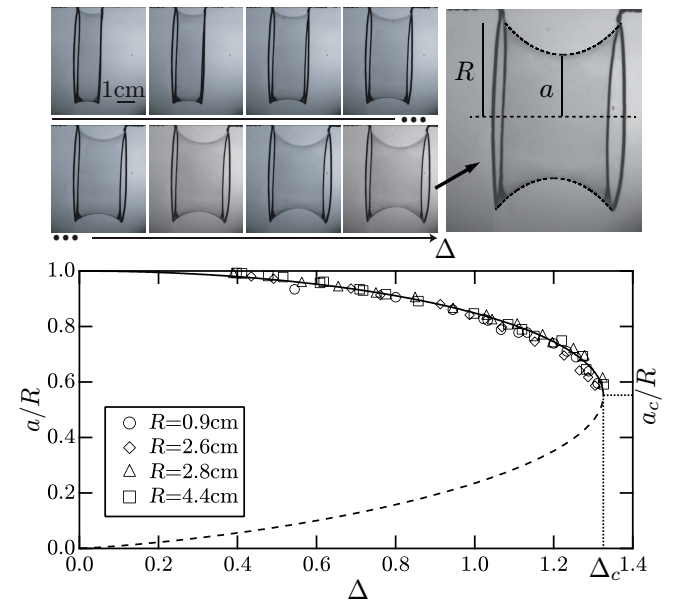 1cm
R
a
•••
•••
Δ
1.0
0.8
0.6
0.4
0.2
0.0
a/R
a_c/R
R=0.9cm
R=2.6cm
R=2.8cm
R=4.4cm
0.0 0.2 0.4 0.6 0.8 1.0 1.2 Δ_c 1.4
Δ